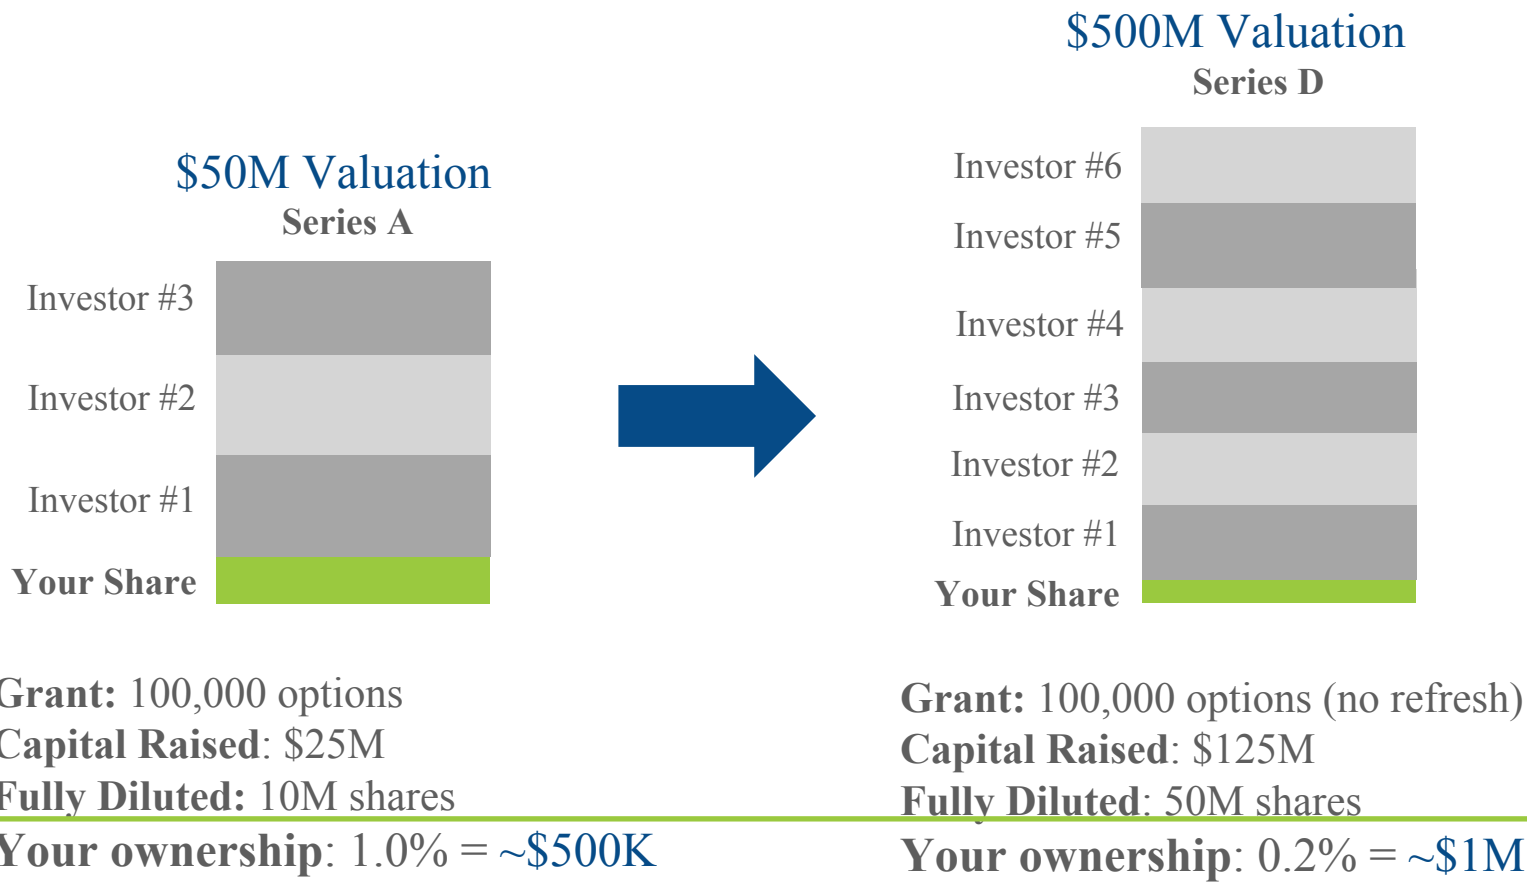 $50M Valuation
Series A
Investor #3
Investor #2
Investor #1
Your Share
Grant: 100,000 options
Capital Raised: $25M
Fully Diluted: 10M shares
Your ownership: 1.0% = ~$500K
$500M Valuation
Series D
Investor #6
Investor #5
Investor #4
Investor #3
Investor #2
Investor #1
Your Share
Grant: 100,000 options (no refresh)
Capital Raised: $125M
Fully Diluted: 50M shares
Your ownership: 0.2% = ~$1M